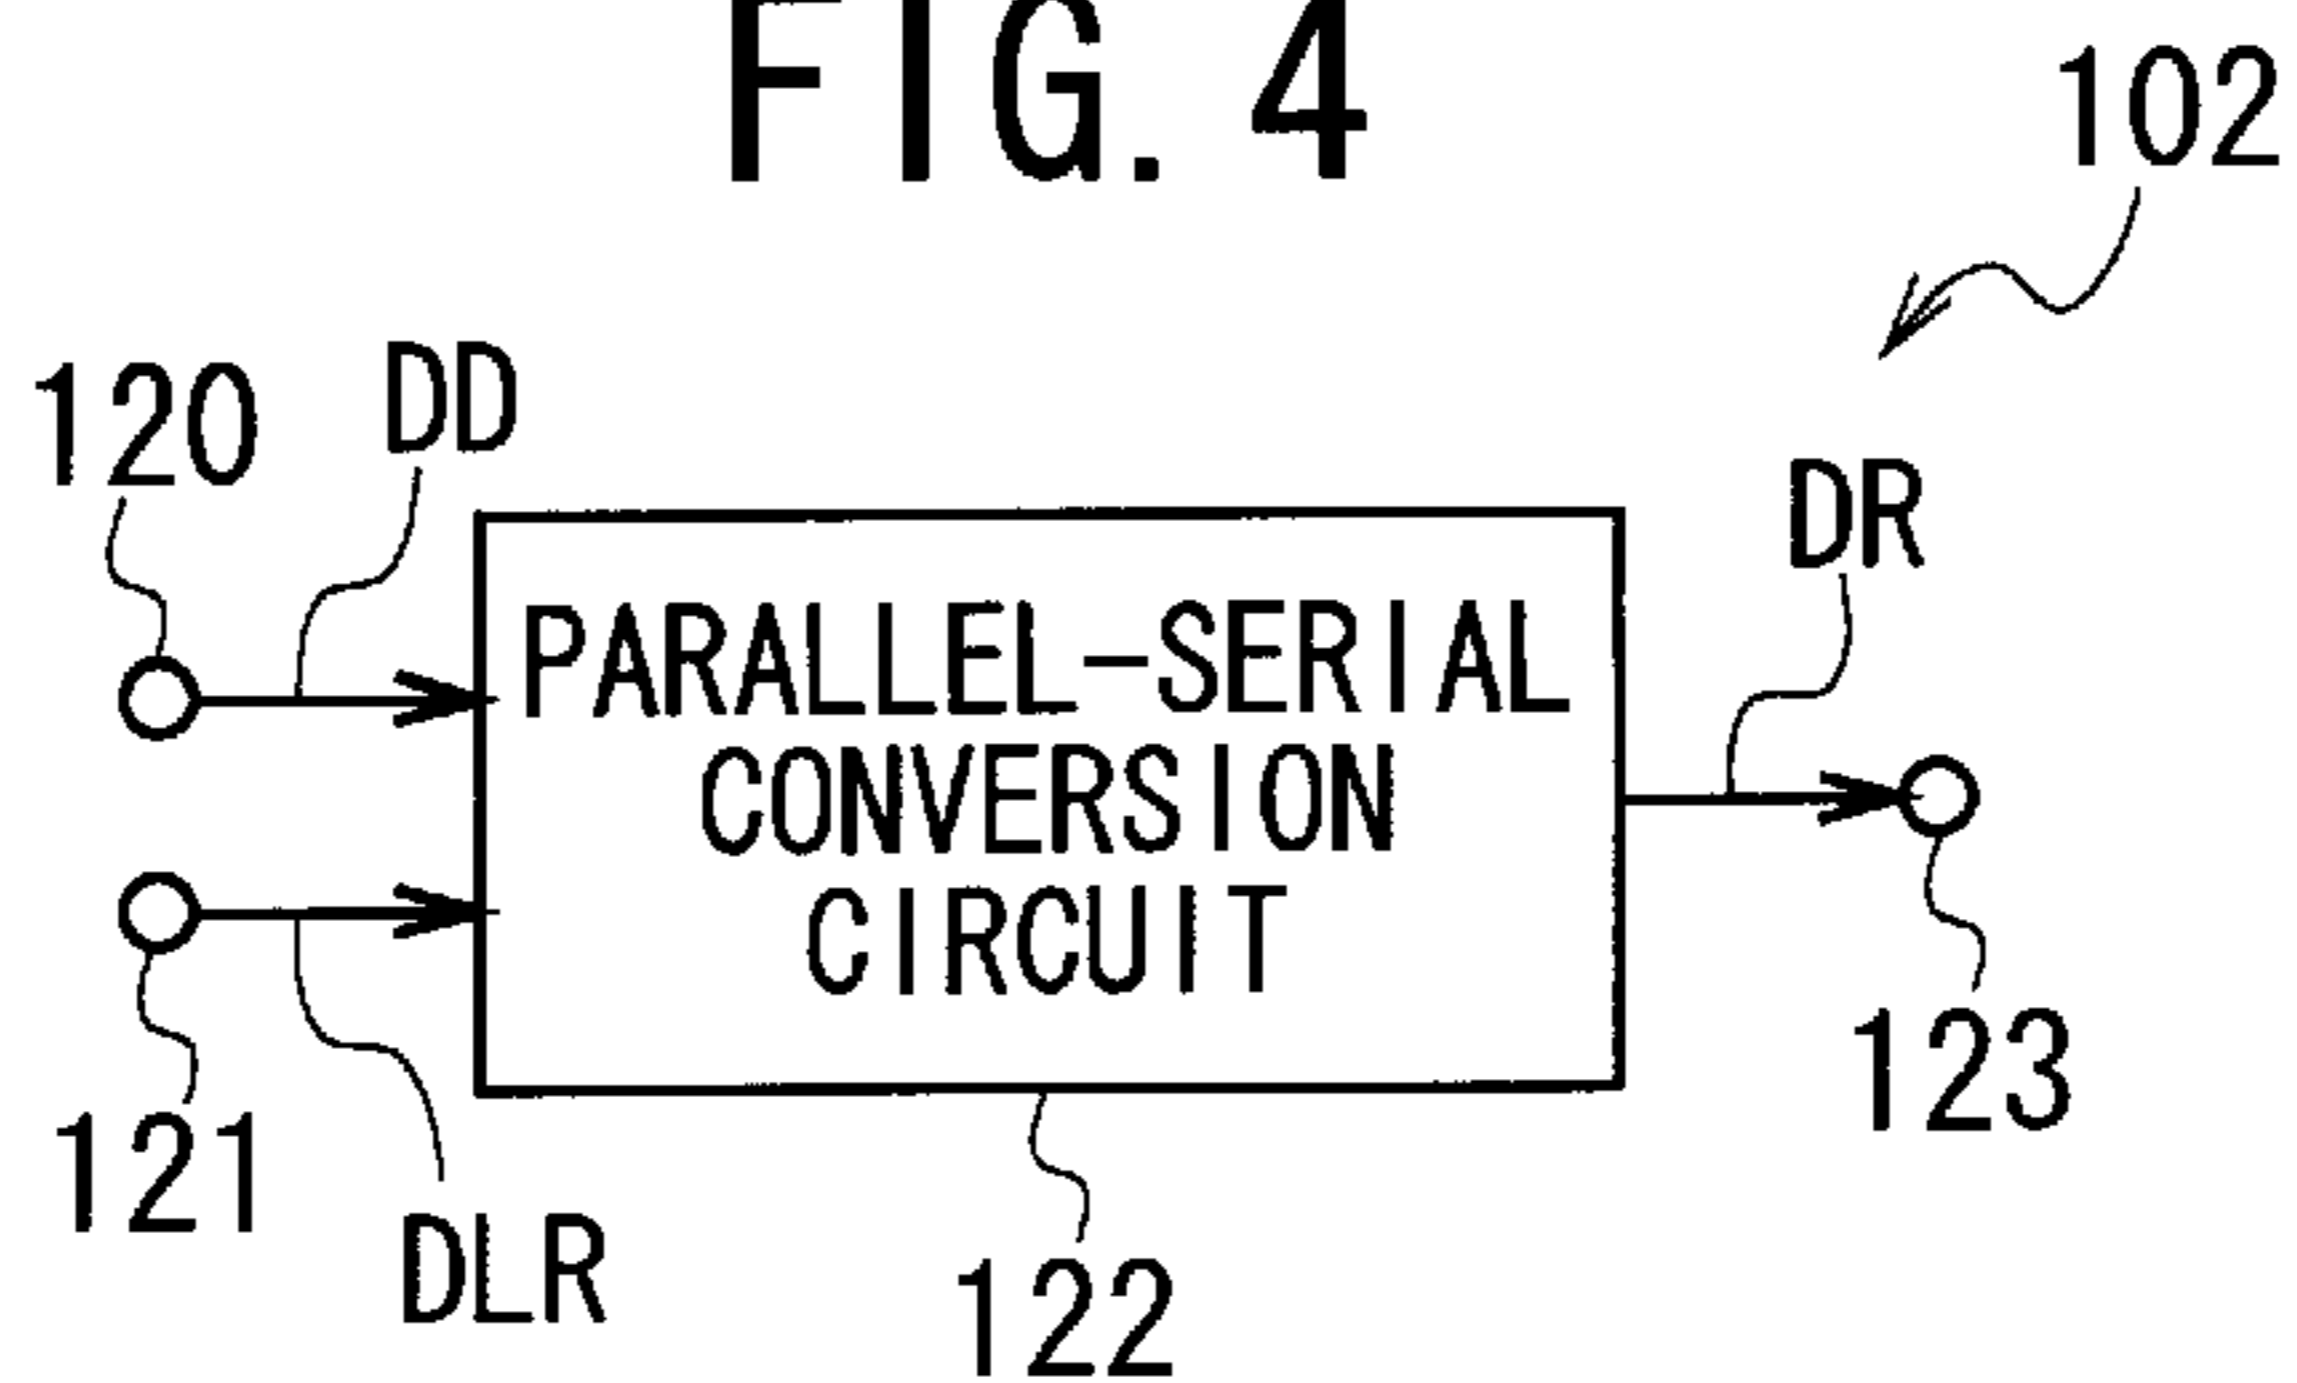 FIG. 4
102
120
DD
DR
PARALLEL-SERIAL
CONVERSION
CIRCUIT
121
DLR
122
123